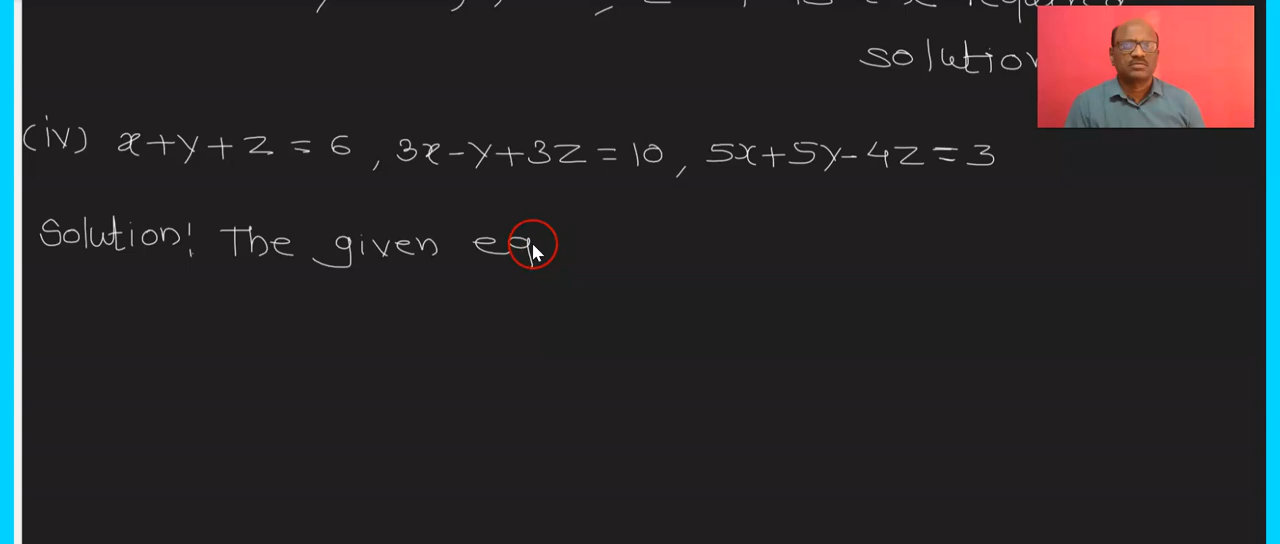 solution
(iv) x+y+z = 6 , 3x-y+3z=10 , 5x+5y-4z=3
Solution! The given eq